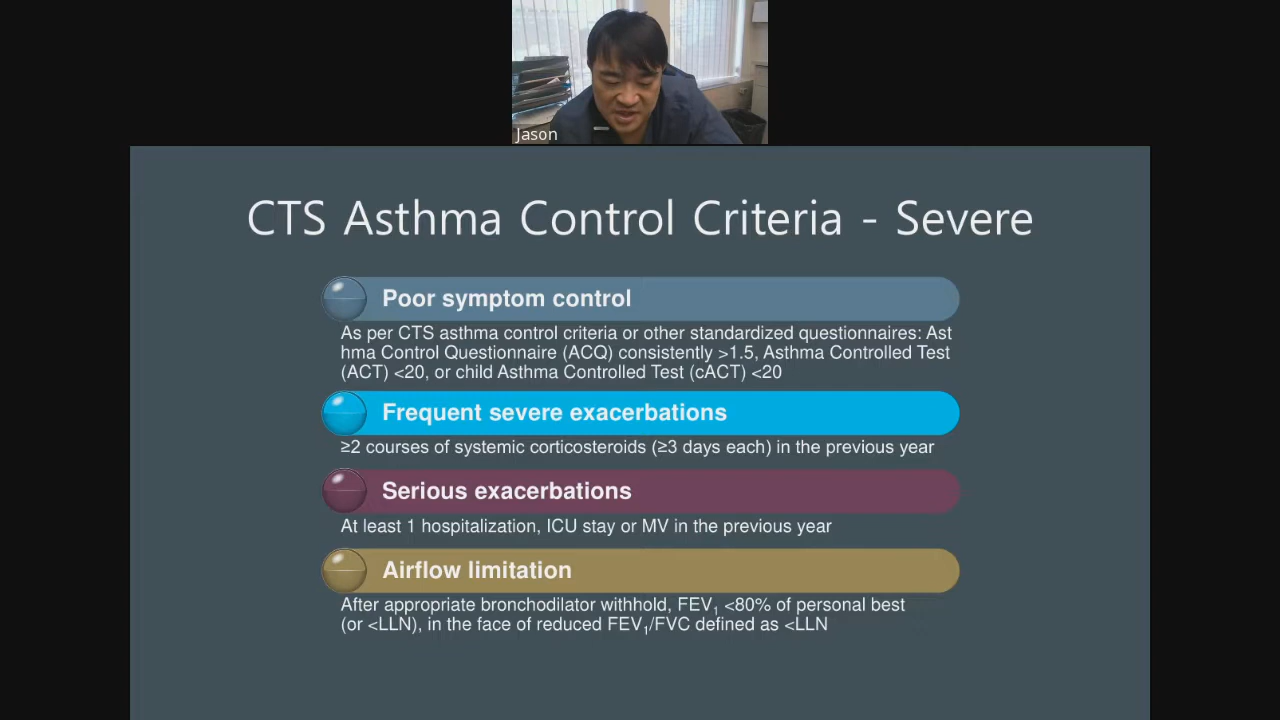 Jason
CTS Asthma Control Criteria - Severe
Poor symptom control
As per CTS asthma control criteria or other standardized questionnaires: Ast
hma Control Questionnaire (ACQ) consistently >1.5, Asthma Controlled Test
(ACT) <20, or child Asthma Controlled Test (cACT) <20
Frequent severe exacerbations
≥2 courses of systemic corticosteroids (≥3 days each) in the previous year
Serious exacerbations
At least 1 hospitalization, ICU stay or MV in the previous year
Airflow limitation
After appropriate bronchodilator withhold, FEV₁ <80% of personal best
(or <LLN), in the face of reduced FEV₁/FVC defined as <LLN